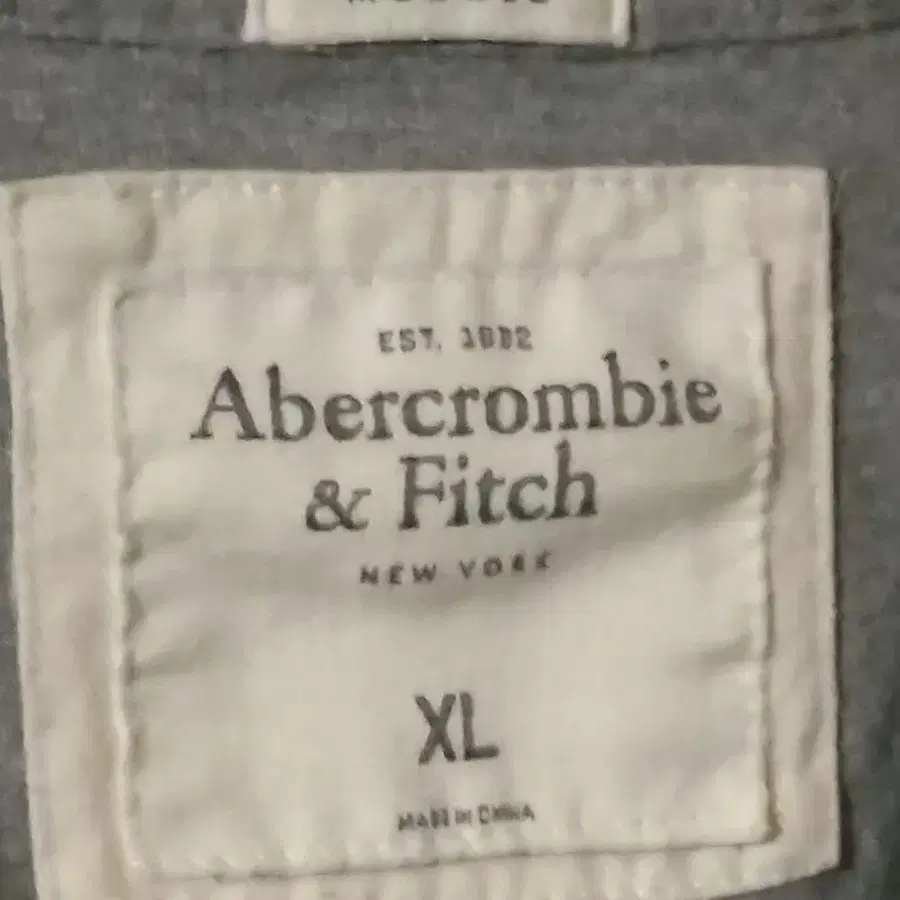 EST. 1892
Abercrombie
& Fitch
NEW YORK
XL
MADE IN CHINA